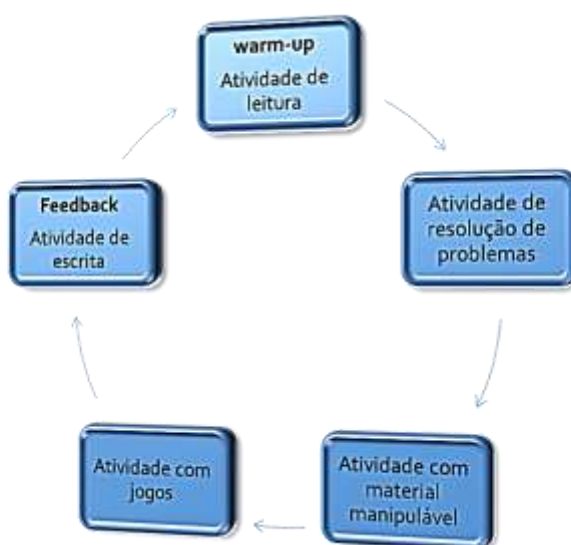 warm-up
Atividade de
leitura
Atividade de
resolução de
problemas
Atividade com
material
manipulável
Atividade com
jogos
Feedback
Atividade de
escrita